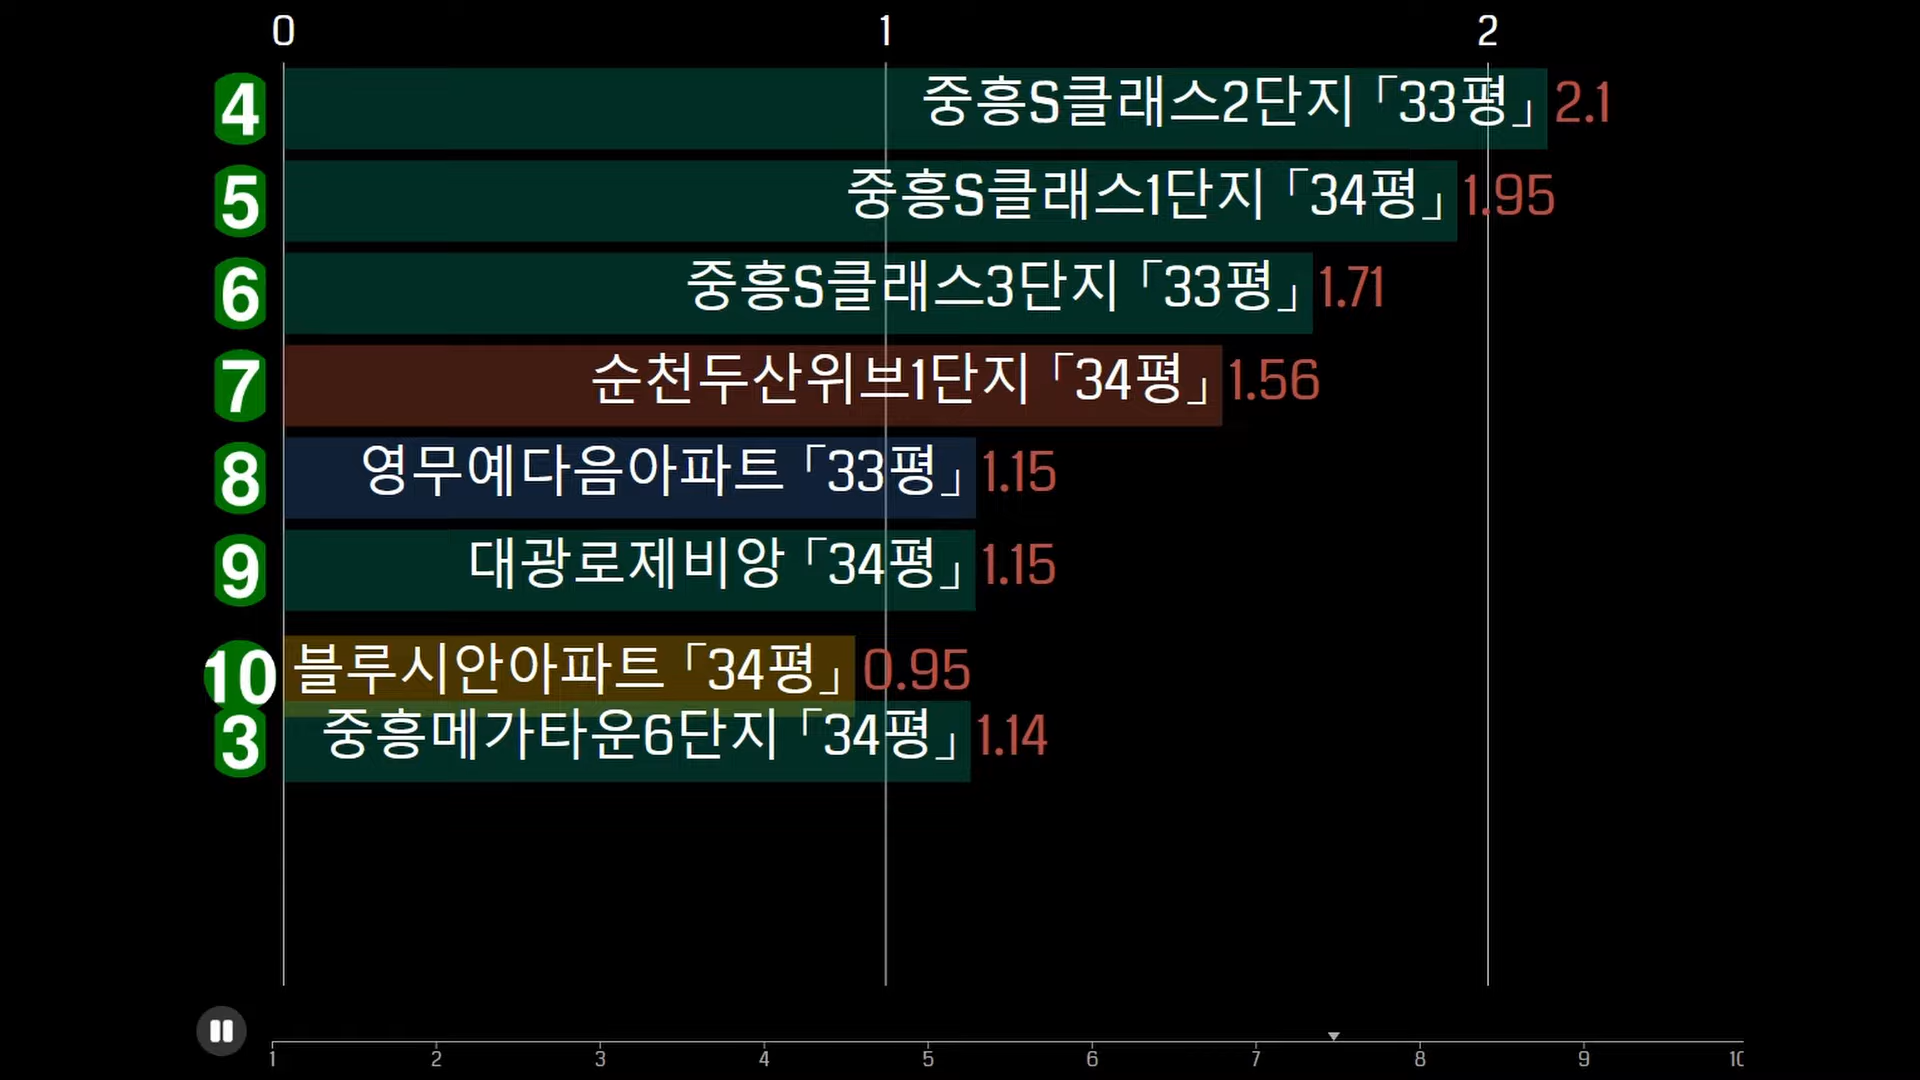 0 1 2
4 중흥S클래스2단지「33평」 2.1
5 중흥S클래스1단지「34평」 1.95
6 중흥S클래스3단지「33평」 1.71
7 순천두산위브1단지「34평」 1.56
8 영무예다음아파트「33평」 1.15
9 대광로제비앙「34평」 1.15
10 블루시안아파트「34평」 0.95
3 중흥메가타운6단지「34평」 1.14
1 2 3 4 5 6 7 8 9 10